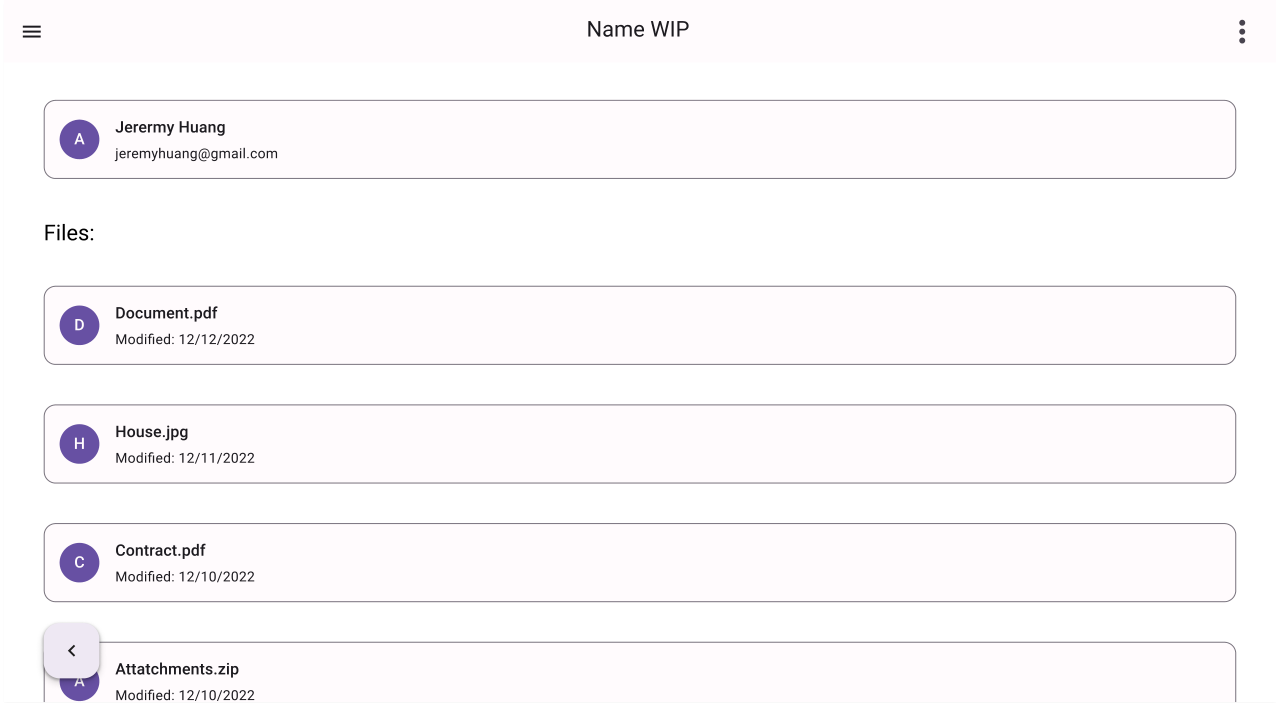 Name WIP
A
Jerermy Huang
jeremyhuang@gmail.com
Files:
D
Document.pdf
Modified: 12/12/2022
H
House.jpg
Modified: 12/11/2022
C
Contract.pdf
Modified: 12/10/2022
A
Attatchments.zip
Modified: 12/10/2022